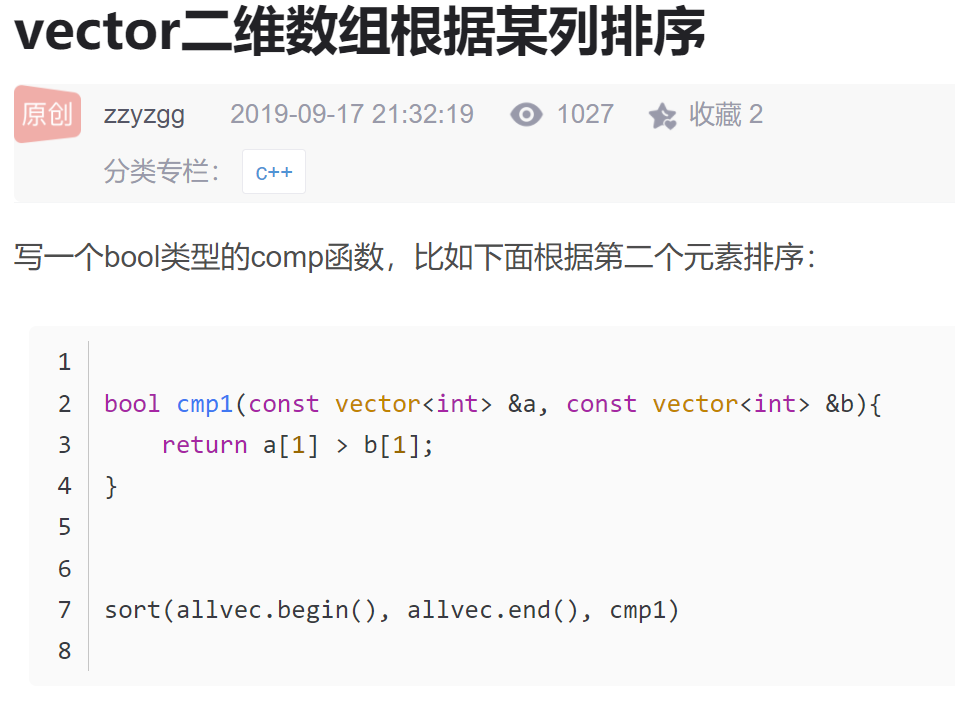 vector二维数组根据某列排序
原创 zzyzgg 2019-09-17 21:32:19 1027 收藏 2
分类专栏： c++
写一个bool类型的comp函数，比如下面根据第二个元素排序：
1
2 bool cmp1(const vector<int> &a, const vector<int> &b){
3     return a[1] > b[1];
4 }
5
6
7 sort(allvec.begin(), allvec.end(), cmp1)
8